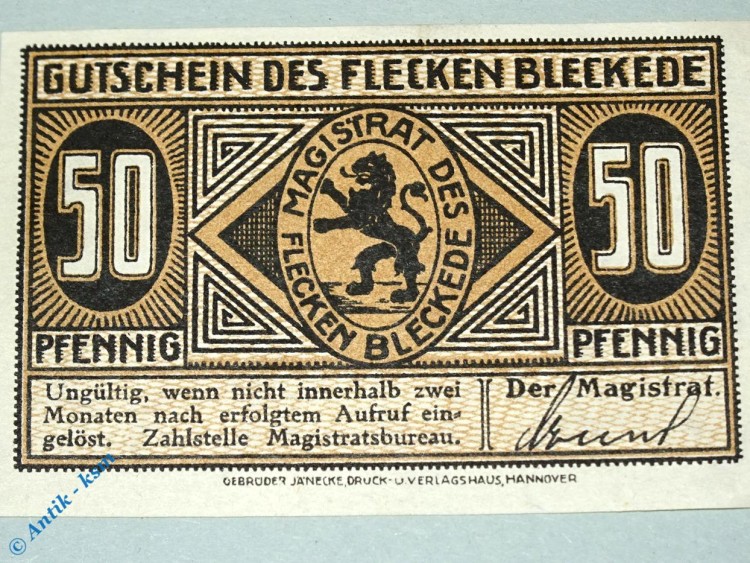 GUTSCHEIN DES FLECKEN BLECKEDE
50
PFENNIG
MAGISTRAT DES
FLECKEN BLECKEDE
50
PFENNIG
Ungültig, wenn nicht innerhalb zwei
Monaten nach erfolgtem Aufruf ein=
gelöst. Zahlstelle Magistratsbureau.
Der Magistrat.
GEBRÜDER JÄNECKE, DRUCK- U. VERLAGSHAUS, HANNOVER
© Antik - ksm